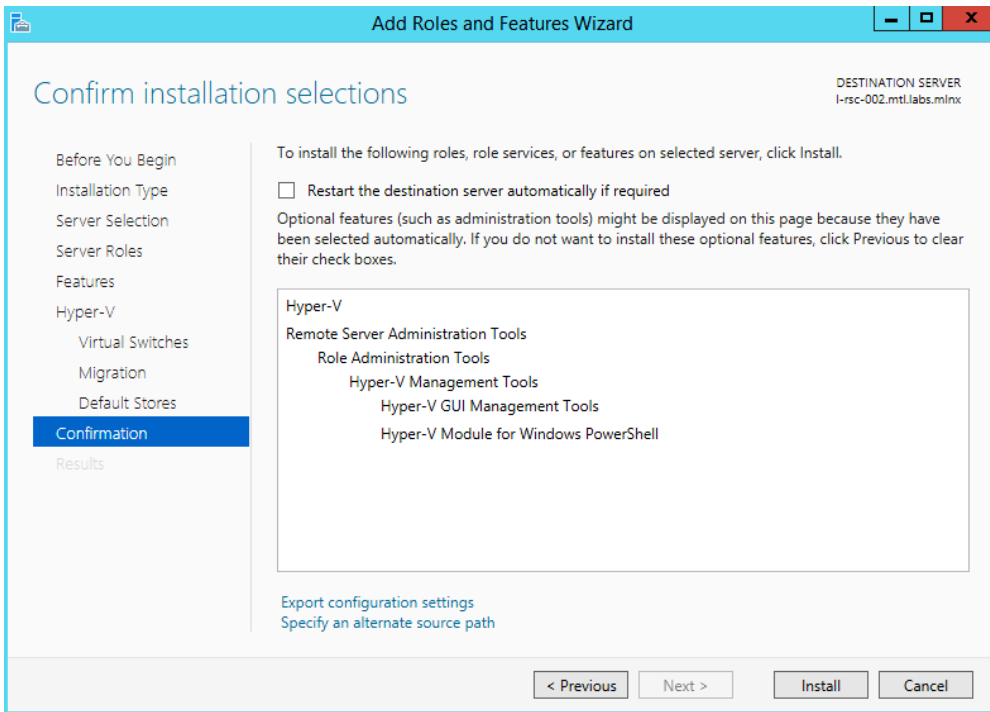 Add Roles and Features Wizard
Confirm installation selections
DESTINATION SERVER
l-rsc-002.mtl.labs.mlnx
Before You Begin
Installation Type
Server Selection
Server Roles
Features
Hyper-V
Virtual Switches
Migration
Default Stores
Confirmation
Results
To install the following roles, role services, or features on selected server, click Install.
Restart the destination server automatically if required
Optional features (such as administration tools) might be displayed on this page because they have
been selected automatically. If you do not want to install these optional features, click Previous to clear
their check boxes.
Hyper-V
Remote Server Administration Tools
Role Administration Tools
Hyper-V Management Tools
Hyper-V GUI Management Tools
Hyper-V Module for Windows PowerShell
Export configuration settings
Specify an alternate source path
< Previous
Next >
Install
Cancel